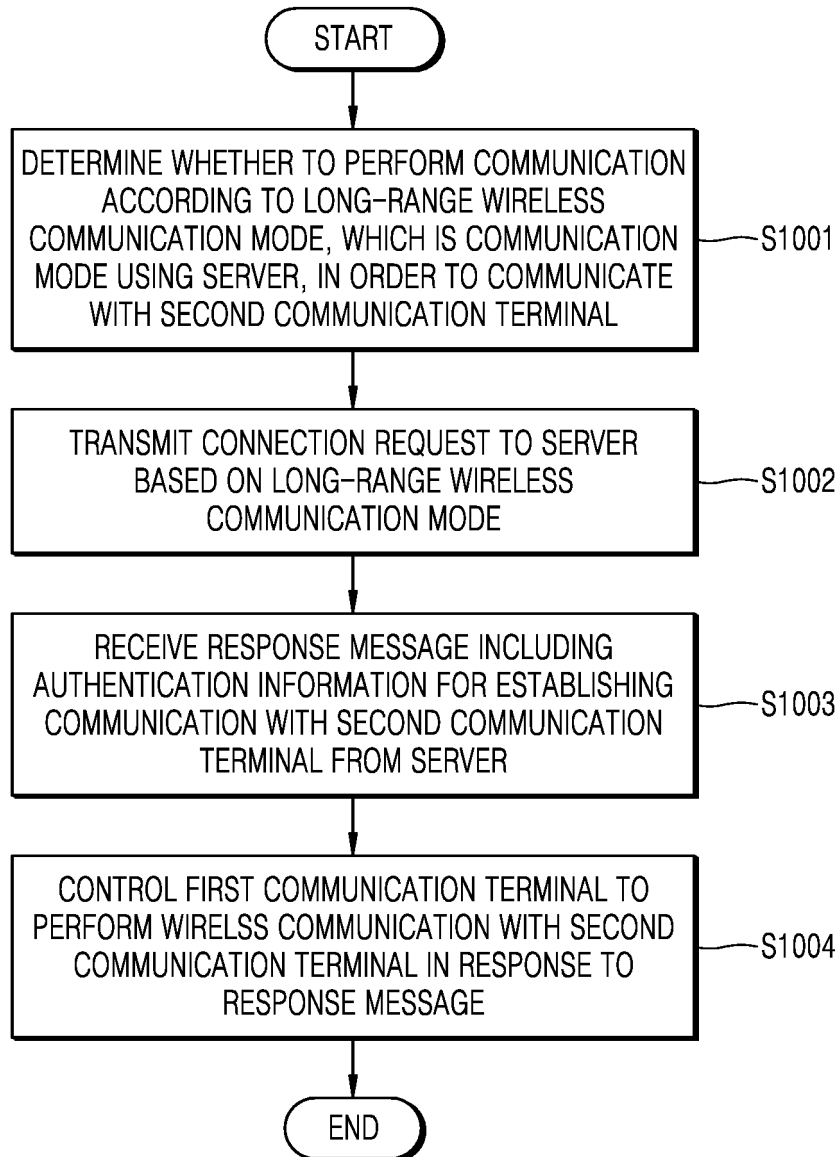 START
DETERMINE WHETHER TO PERFORM COMMUNICATION
ACCORDING TO LONG-RANGE WIRELESS
COMMUNICATION MODE, WHICH IS COMMUNICATION
MODE USING SERVER, IN ORDER TO COMMUNICATE
WITH SECOND COMMUNICATION TERMINAL
S1001
TRANSMIT CONNECTION REQUEST TO SERVER
BASED ON LONG-RANGE WIRELESS
COMMUNICATION MODE
S1002
RECEIVE RESPONSE MESSAGE INCLUDING
AUTHENTICATION INFORMATION FOR ESTABLISHING
COMMUNICATION WITH SECOND COMMUNICATION
TERMINAL FROM SERVER
S1003
CONTROL FIRST COMMUNICATION TERMINAL TO
PERFORM WIRELSS COMMUNICATION WITH SECOND
COMMUNICATION TERMINAL IN RESPONSE TO
RESPONSE MESSAGE
S1004
END